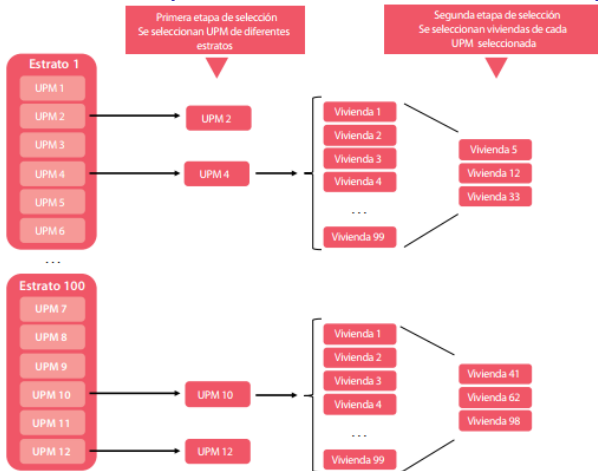 Primera etapa de selección
Se seleccionan UPM de diferentes
estratos
Segunda etapa de selección
Se seleccionan viviendas de cada
UPM seleccionada
Estrato 1
UPM 1
UPM 2
UPM 3
UPM 4
UPM 5
UPM 6
...
UPM 2
UPM 4
Vivienda 1
Vivienda 2
Vivienda 3
Vivienda 4
...
Vivienda 99
Vivienda 5
Vivienda 12
Vivienda 33
Estrato 100
UPM 7
UPM 8
UPM 9
UPM 10
UPM 11
UPM 12
UPM 10
UPM 12
Vivienda 1
Vivienda 2
Vivienda 3
Vivienda 4
...
Vivienda 99
Vivienda 41
Vivienda 62
Vivienda 98